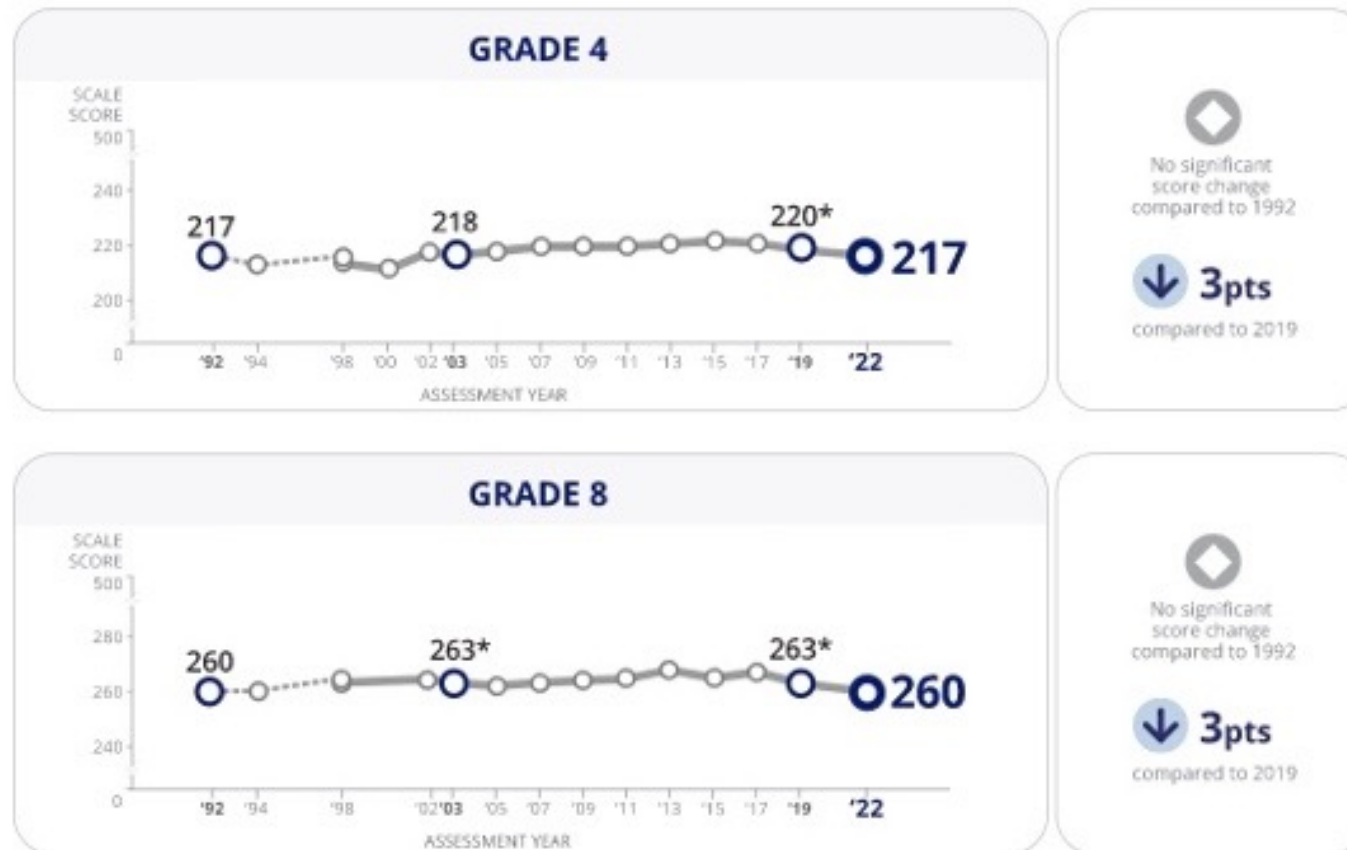 GRADE 4
SCALE
SCORE
500
240
220
200
0
217
218
220*
217
'92 '94 '98 '00 '02 '03 '05 '07 '09 '11 '13 '15 '17 '19 '22
ASSESSMENT YEAR
No significant
score change
compared to 1992
3pts
compared to 2019
GRADE 8
SCALE
SCORE
500
280
260
240
0
260
263*
263*
260
'92 '94 '98 '02 '03 '05 '07 '09 '11 '13 '15 '17 '19 '22
ASSESSMENT YEAR
No significant
score change
compared to 1992
3pts
compared to 2019